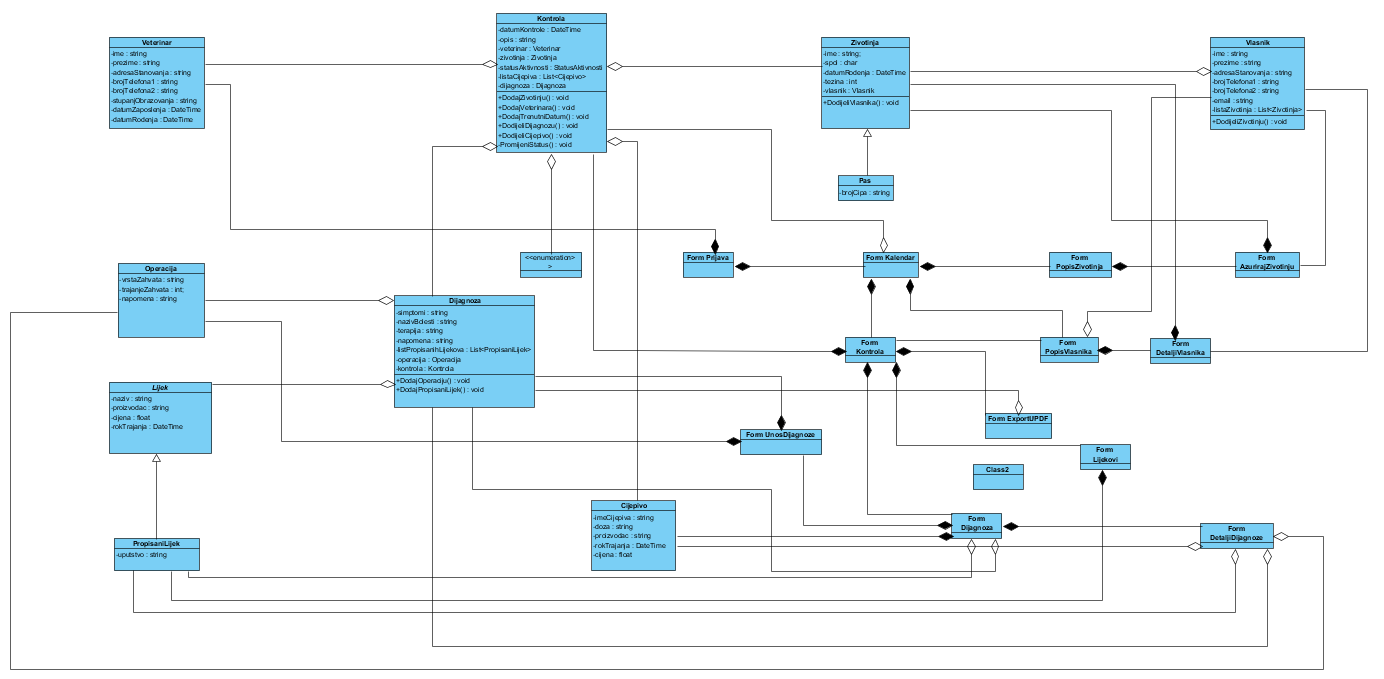 Veterinar
-ime : string
-prezime : string
-adresaStanovanja : string
-brojTelefona1 : string
-brojTelefona2 : string
-stupanjObrazovanja : string
-datumZaposlenja : DateTime
-datumRođenja : DateTime
Kontrola
-datumKontrole : DateTime
-opis : string
-veterinar : Veterinar
-zivotinja : Zivotinja
-statusAktivnosti : StatusAktivnosti
-listaCijepiva : List<Cijepivo>
-dijagnoza : Dijagnoza
+DodajZivotinju() : void
+DodajVeterinara() : void
+DodajTrenutniDatum() : void
+DodijeliDijagnozu() : void
+DodijeliCijepivo() : void
-PromijeniStatus() : void
Zivotinja
-ime : string;
-spol : char
-datumRođenja : DateTime
-tezina : int
-vlasnik : Vlasnik
+DodijeliVlasnika() : void
Vlasnik
-ime : string
-prezime : string
-adresaStanovanja : string
-brojTelefona1 : string
-brojTelefona2 : string
-email : string
-listaZivotinja : List<Zivotinja>
+DodijeliZivotinju() : void
Pas
-brojCipa : string
<<enumeration>
>
Form Prijava
Form Kalendar
Form
PopisZivotinja
Form
AzurirajZivotinju
Operacija
-vrstaZahvata : string
-trajanjeZahvata : int;
-napomena : string
Dijagnoza
-simptomi : string
-nazivBolesti : string
-terapija : string
-napomena : string
-listPropisanihLijekova : List<PropisaniLijek>
-operacija : Operacija
-kontrola : Kontrola
+DodajOperaciju() : void
+DodajPropisaniLijek() : void
Form
Kontrola
Form
PopisVlasnika
Form
DetaljiVlasnika
Lijek
-naziv : string
-proizvodac : string
-cijena : float
-rokTrajanja : DateTime
Form ExportUPDF
Form UnosDijagnoze
Form
Lijekovi
Class2
Cijepivo
-imeCijepiva : string
-doza : string
-proizvodac : string
-rokTrajanja : DateTime
-cijena : float
Form
Dijagnoza
Form
DetaljiDijagnoze
PropisaniLijek
-uputstvo : string